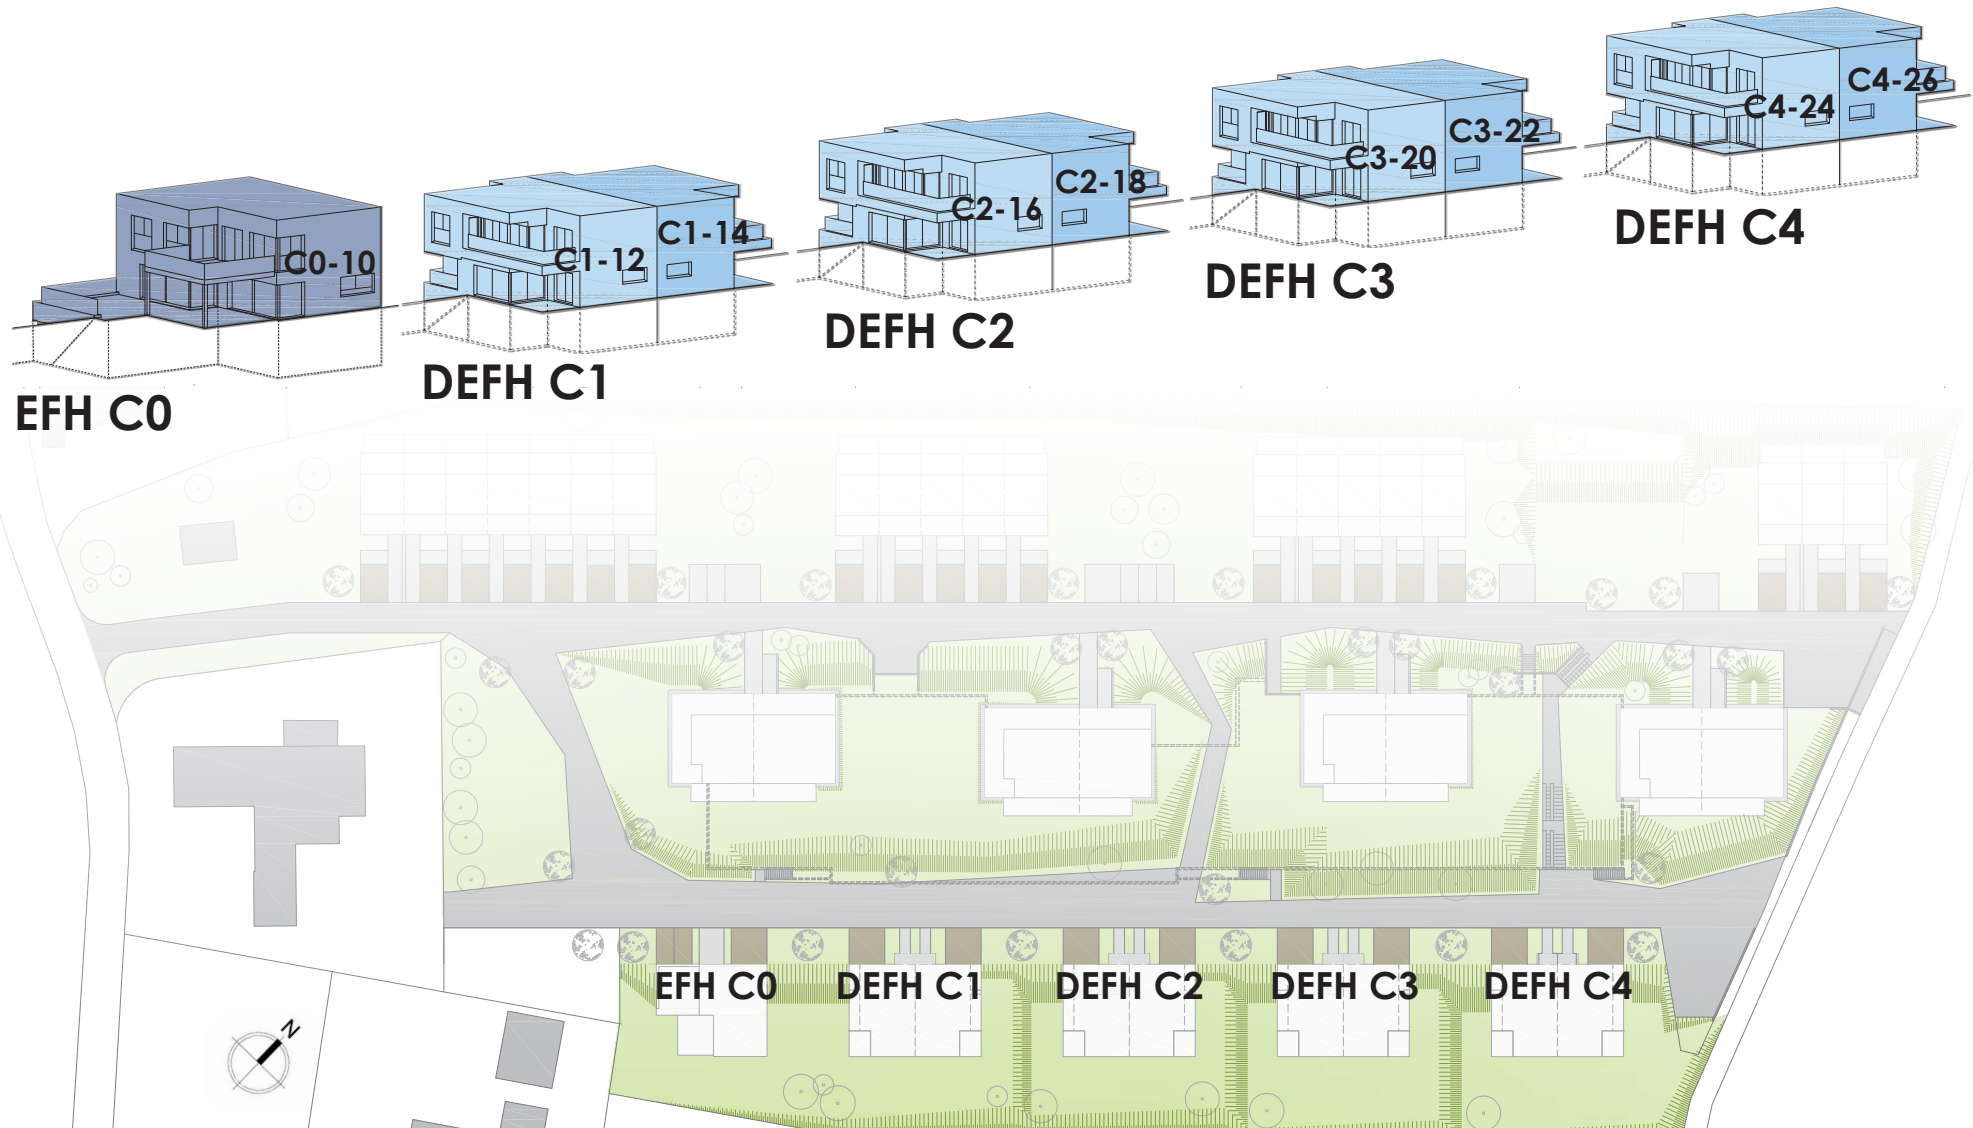 C4-26
C4-24
C3-22
C3-20
C2-18
C2-16
C1-14
C1-12
C0-10
DEFH C4
DEFH C3
DEFH C2
DEFH C1
EFH C0
EFH C0
DEFH C1
DEFH C2
DEFH C3
DEFH C4
N